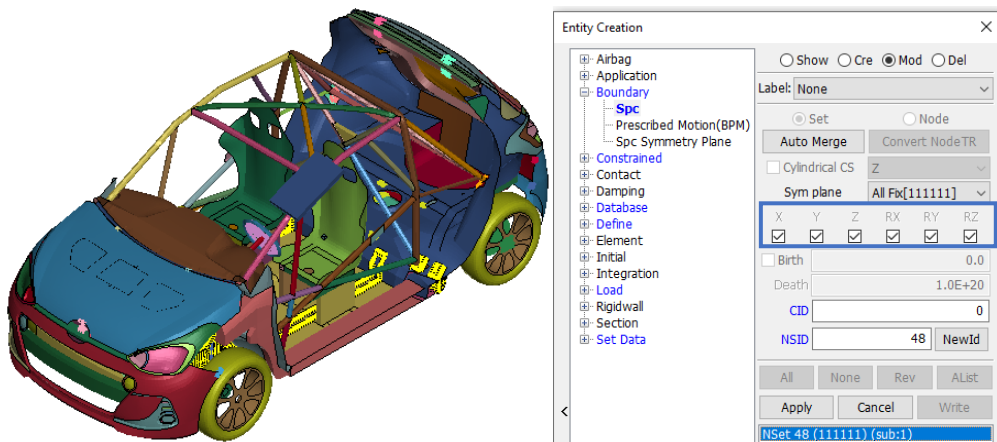 Entity Creation
Airbag
Application
Boundary
Spc
Prescribed Motion(BPM)
Spc Symmetry Plane
Constrained
Contact
Damping
Database
Define
Element
Initial
Integration
Load
Rigidwall
Section
Set Data
Show Cre Mod Del
Label: None
Set Node
Auto Merge Convert NodeTR
Cylindrical CS Z
Sym plane All Fix[111111]
X Y Z RX RY RZ
Birth 0.0
Death 1.0E+20
CID 0
NSID 48 NewId
All None Rev AList
Apply Cancel Write
NSet 48 (111111) (sub:1)